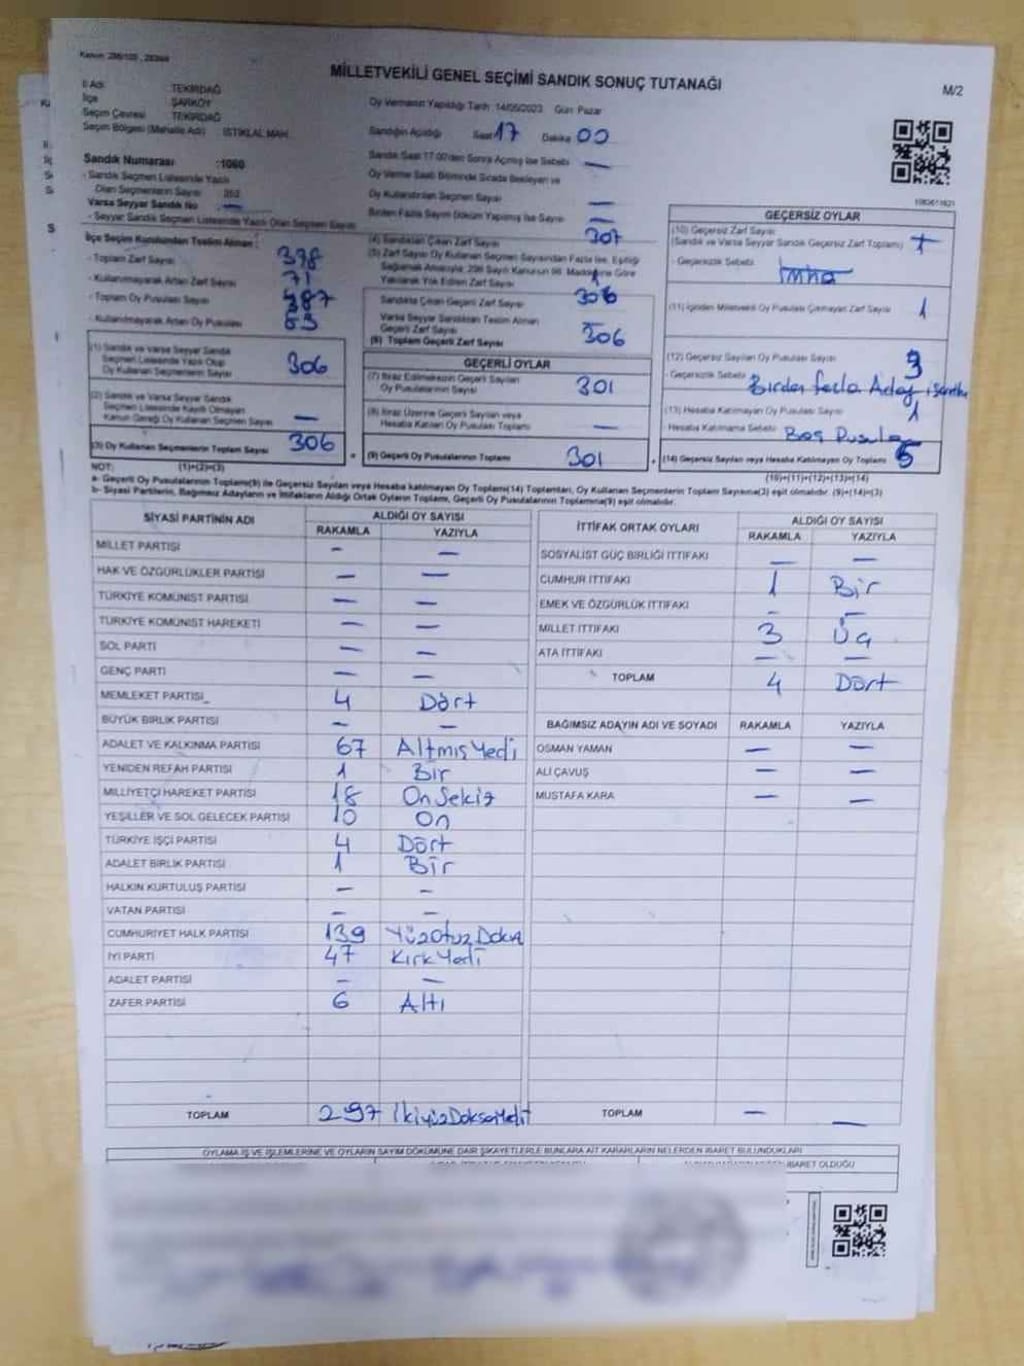 MİLLETVEKİLİ GENEL SEÇİMİ SANDIK SONUÇ TUTANAĞI
M/2
İl Adı : TEKİRDAĞ
İlçe : ŞARKÖY
Seçim Çevresi : TEKİRDAĞ
Seçim Bölgesi (Mahalle Adı) : İSTİKLAL MAH.
Oy Vermenin Yapıldığı Tarih : 14/05/2023 Gün: Pazar
Sandığın Açıldığı Saat 17 Dakika 00
Sandık Numarası :1060
- Sandık Seçmen Listesinde Yazılı
Olan Seçmenlerin Sayısı
Varsa Seyyar Sandık No —
- Seyyar Sandık Seçmen Listesinde Yazılı Olan Seçmen Sayısı
Sandık Saat 17.00'den Sonra Açılmış İse Sebebi —
Oy Verme Saati Bitiminde Sırada Bekleyen ve
Oy Kullandırılan Seçmen Sayısı —
Birden Fazla Sayım Döküm Yapılmış İse Sayısı —
İlçe Seçim Kurulundan Teslim Alınan :
- Toplam Zarf Sayısı 378
- Kullanılmayarak Artan Zarf Sayısı 71
- Toplam Oy Pusulası Sayısı
- Kullanılmayarak Artan Oy Pusulası
(1) Sandık ve Varsa Seyyar Sandık
Seçmen Listesinde Yazılı Olup
Oy Kullanan Seçmenlerin Sayısı 306
(2) Sandık ve Varsa Seyyar Sandık
Seçmen Listesinde Kayıtlı Olmayan
Kanun Gereği Oy Kullanan Seçmen Sayısı —
(3) Oy Kullanan Seçmenlerin Toplam Sayısı 306
(1)+(2)=(3)
(4) Sandıktan Çıkan Zarf Sayısı 307
(5) Zarf Sayısı Oy Kullanan Seçmen Sayısından Fazla İse, Eşitliği
Sağlamak Amacıyla; 298 Sayılı Kanunun 98. Maddesine Göre
Yakılarak Yok Edilen Zarf Sayısı 1
Sandıkta Çıkan Geçerli Zarf Sayısı 306
Varsa Seyyar Sandıktan Teslim Alınan
Geçerli Zarf Sayısı —
(6) Toplam Geçerli Zarf Sayısı 306
GEÇERLİ OYLAR
(7) İtiraz Edilmeksizin Geçerli Sayılan
Oy Pusulalarının Sayısı 301
(8) İtiraz Üzerine Geçerli Sayılan veya
Hesaba Katılan Oy Pusulası Toplamı —
(9) Geçerli Oy Pusulalarının Toplamı 301
GEÇERSİZ OYLAR
(10) Geçersiz Zarf Sayısı
(Sandık ve Varsa Seyyar Sandık Geçersiz Zarf Toplamı)
- Geçersizlik Sebebi İmha
(11) İçinden Milletvekili Oy Pusulası Çıkmayan Zarf Sayısı 1
(12) Geçersiz Sayılan Oy Pusulası Sayısı 3
- Geçersizlik Sebebi Birden fazla Aday
(13) Hesaba Katılmayan Oy Pusulası Sayısı 1
Hesaba Katılmama Sebebi Boş Pusula
(14) Geçersiz Sayılan veya Hesaba Katılmayan Oy Toplamı 5
(10)+(11)+(12)+(13)=(14)
NOT:
a- Geçerli Oy Pusulalarının Toplamı(9) ile Geçersiz Sayılan veya Hesaba katılmayan Oy Toplamı(14) Toplamları, Oy Kullanan Seçmenlerin Toplam Sayısına(3) eşit olmalıdır. (9)+(14)=(3)
b- Siyasi Partilerin, Bağımsız Adayların ve İttifakların Aldığı Ortak Oyların Toplamı, Geçerli Oy Pusulalarının Toplamına(9) eşit olmalıdır.
SİYASİ PARTİNİN ADI ALDIĞI OY SAYISI
RAKAMLA YAZIYLA
MİLLET PARTİSİ — —
HAK VE ÖZGÜRLÜKLER PARTİSİ — —
TÜRKİYE KOMÜNİST PARTİSİ — —
TÜRKİYE KOMÜNİST HAREKETİ — —
SOL PARTİ — —
GENÇ PARTİ — —
MEMLEKET PARTİSİ 4 Dört
BÜYÜK BİRLİK PARTİSİ — —
ADALET VE KALKINMA PARTİSİ 67 Altmış Yedi
YENİDEN REFAH PARTİSİ 1 Bir
MİLLİYETÇİ HAREKET PARTİSİ 18 On Sekiz
YEŞİLLER VE SOL GELECEK PARTİSİ 10 On
TÜRKİYE İŞÇİ PARTİSİ 4 Dört
ADALET BİRLİK PARTİSİ 1 Bir
HALKIN KURTULUŞ PARTİSİ — —
VATAN PARTİSİ — —
CUMHURİYET HALK PARTİSİ 139 Yüz Otuz Dokuz
İYİ PARTİ 47 Kırk Yedi
ADALET PARTİSİ — —
ZAFER PARTİSİ 6 Altı
TOPLAM 297 İkiyüz Doksan Yedi
İTTİFAK ORTAK OYLARI ALDIĞI OY SAYISI
RAKAMLA YAZIYLA
SOSYALİST GÜÇ BİRLİĞİ İTTİFAKI — —
CUMHUR İTTİFAKI 1 Bir
EMEK VE ÖZGÜRLÜK İTTİFAKI — —
MİLLET İTTİFAKI 3 Üç
ATA İTTİFAKI — —
TOPLAM 4 Dört
BAĞIMSIZ ADAYIN ADI VE SOYADI RAKAMLA YAZIYLA
OSMAN YAMAN — —
ALİ ÇAVUŞ — —
MUSTAFA KARA — —
TOPLAM — —
OYLAMA İŞ VE İŞLEMLERİNE VE OYLARIN SAYIM DÖKÜMÜNE DAİR ŞİKAYETLERLE BUNLARA AİT KARARLARIN NELERDEN İBARET BULUNDUKLARI
İBARET OLDUĞU